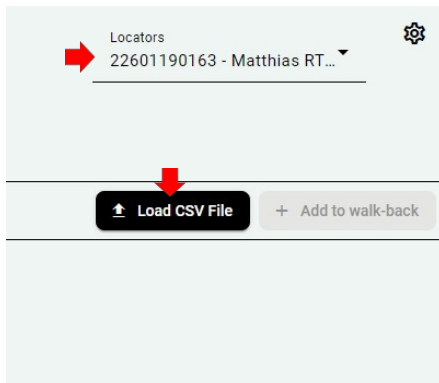 Locators
22601190163 - Matthias RT...
Load CSV File
+ Add to walk-back